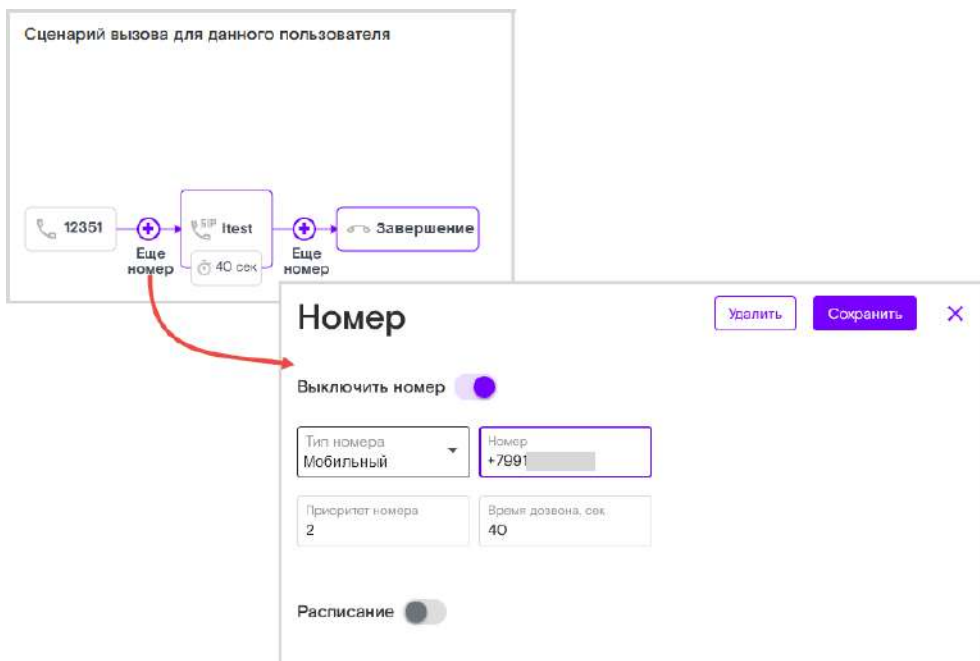 Сценарий вызова для данного пользователя
12351
Еще
номер
SIP itest
40 сек
Еще
номер
Завершение
Номер
Удалить
Сохранить
Выключить номер
Тип номера
Мобильный
Номер
+7991
Приоритет номера
2
Время дозвона, сек
40
Расписание